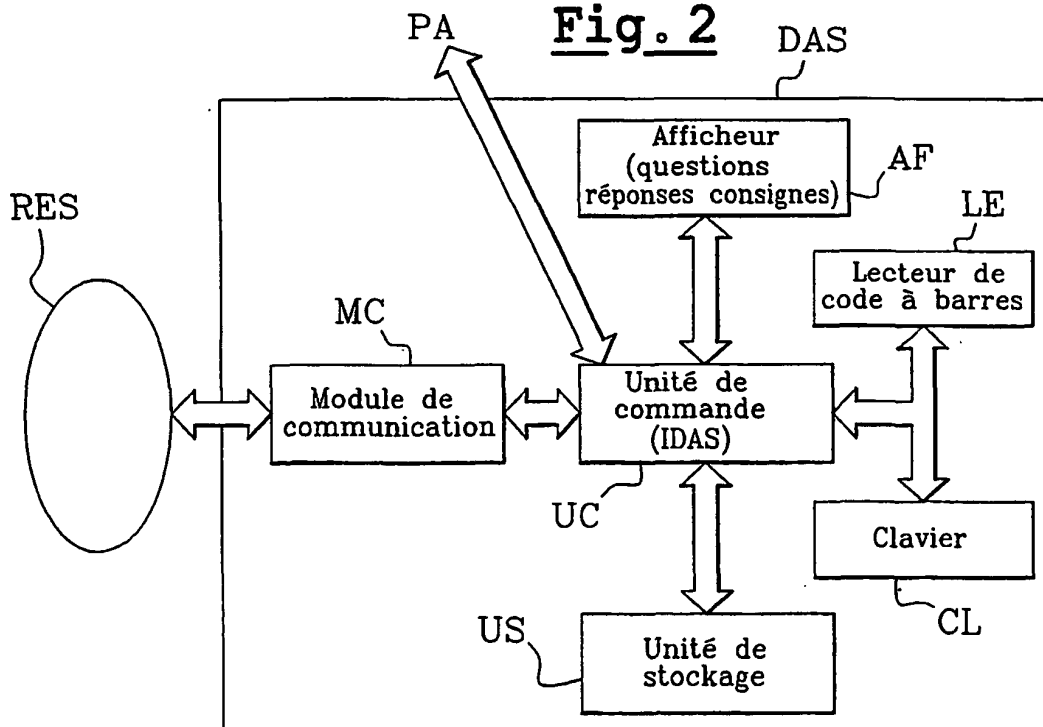 PA
Fig. 2
DAS
Afficheur
(questions
réponses consignes)
AF
RES
LE
Lecteur de
code à barres
MC
Module de
communication
Unité de
commande
(IDAS)
UC
Clavier
CL
US
Unité de
stockage